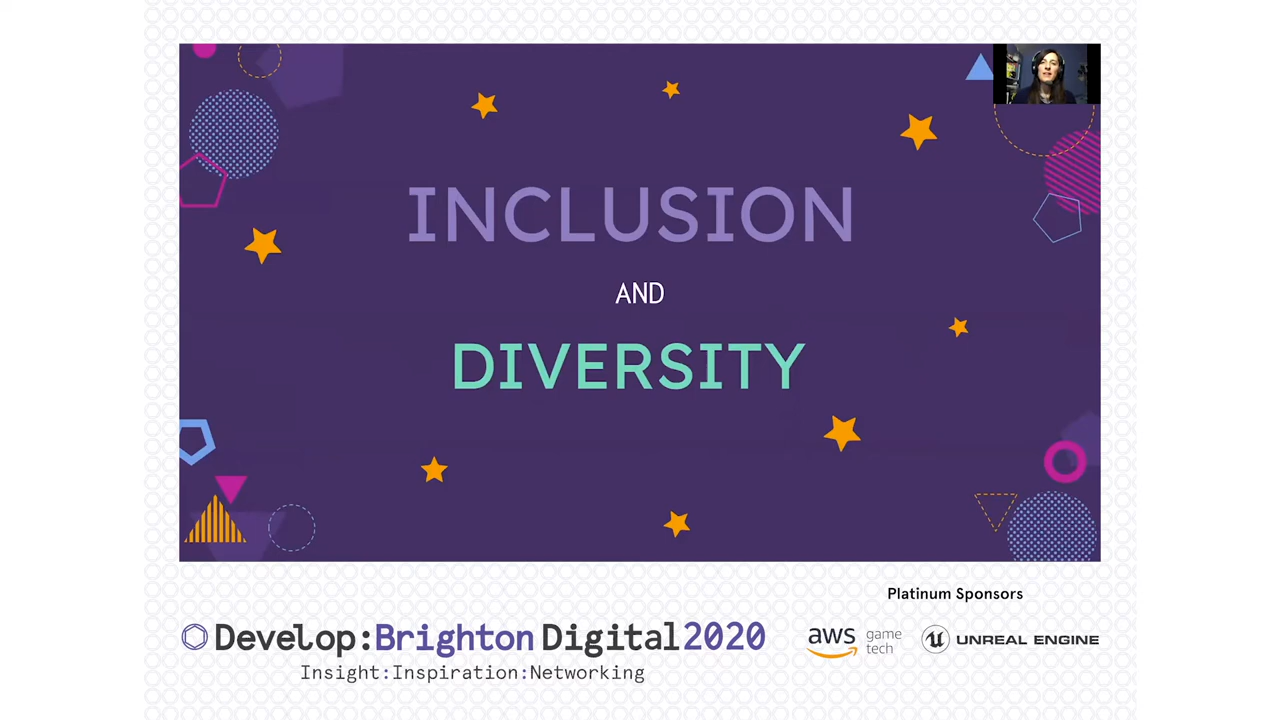 INCLUSION
AND
DIVERSITY
Platinum Sponsors
Develop:Brighton Digital 2020
Insight:Inspiration:Networking
aws game tech
UNREAL ENGINE